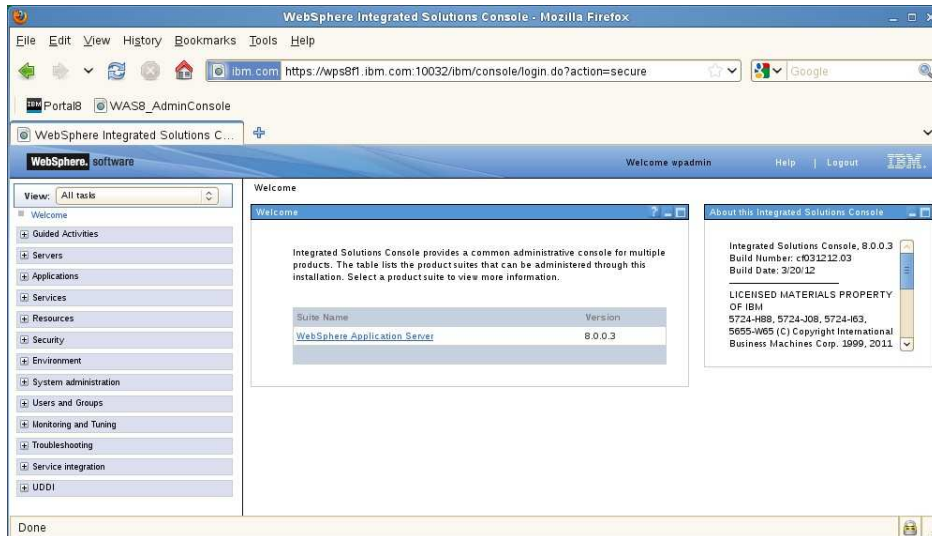 WebSphere Integrated Solutions Console - Mozilla Firefox
File Edit View History Bookmarks Tools Help
ibm.com https://wps8f1.ibm.com:10032/ibm/console/login.do?action=secure
Google
IBM Portal8 WAS8_AdminConsole
WebSphere Integrated Solutions C...
WebSphere. software
Welcome wpadmin
Help | Logout
IBM.
View: All tasks
Welcome
Guided Activities
Servers
Applications
Services
Resources
Security
Environment
System administration
Users and Groups
Monitoring and Tuning
Troubleshooting
Service integration
UDDI
Welcome
Welcome
Integrated Solutions Console provides a common administrative console for multiple
products. The table lists the product suites that can be administered through this
installation. Select a product suite to view more information.
Suite Name Version
WebSphere Application Server 8.0.0.3
About this Integrated Solutions Console
Integrated Solutions Console, 8.0.0.3
Build Number: cf031212.03
Build Date: 3/20/12
LICENSED MATERIALS PROPERTY
OF IBM
5724-H88, 5724-J08, 5724-I63,
5655-W65 (C) Copyright International
Business Machines Corp. 1999, 2011
Done